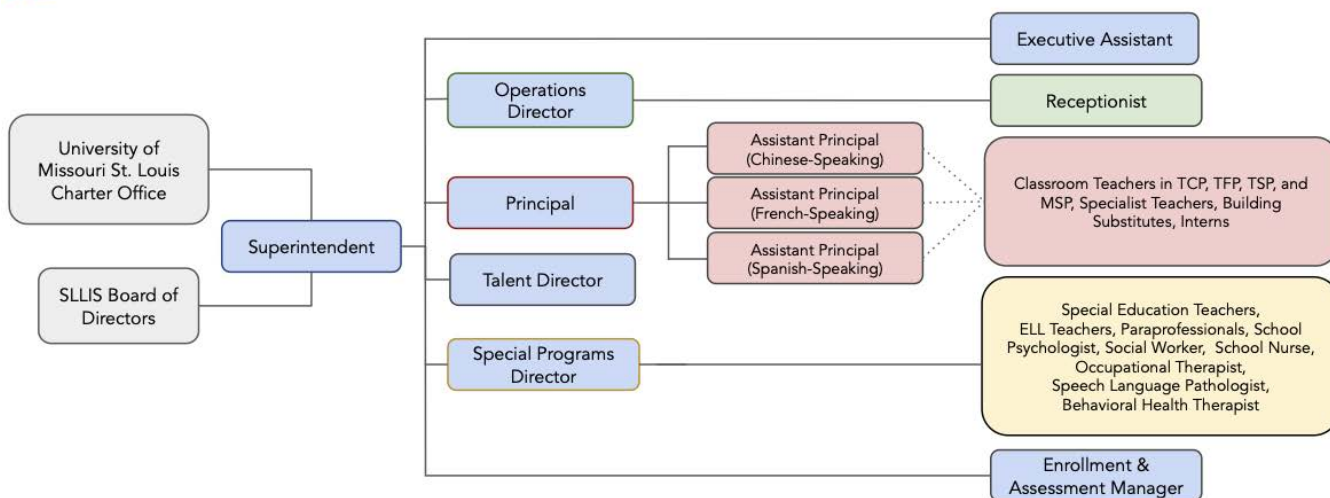 University of
Missouri St. Louis
Charter Office
SLLIS Board of
Directors
Superintendent
Operations
Director
Principal
Talent Director
Special Programs
Director
Assistant Principal
(Chinese-Speaking)
Assistant Principal
(French-Speaking)
Assistant Principal
(Spanish-Speaking)
Executive Assistant
Receptionist
Classroom Teachers in TCP, TFP, TSP, and
MSP, Specialist Teachers, Building
Substitutes, Interns
Special Education Teachers,
ELL Teachers, Paraprofessionals, School
Psychologist, Social Worker, School Nurse,
Occupational Therapist,
Speech Language Pathologist,
Behavioral Health Therapist
Enrollment &
Assessment Manager